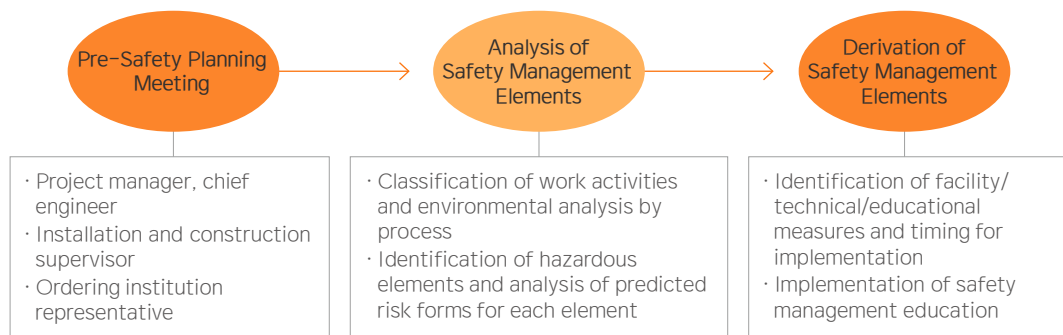 Pre-Safety Planning
Meeting
Analysis of
Safety Management
Elements
Derivation of
Safety Management
Elements
· Project manager, chief
engineer
· Installation and construction
supervisor
· Ordering institution
representative
· Classification of work activities
and environmental analysis by
process
· Identification of hazardous
elements and analysis of predicted
risk forms for each element
· Identification of facility/
technical/educational
measures and timing for
implementation
· Implementation of safety
management education